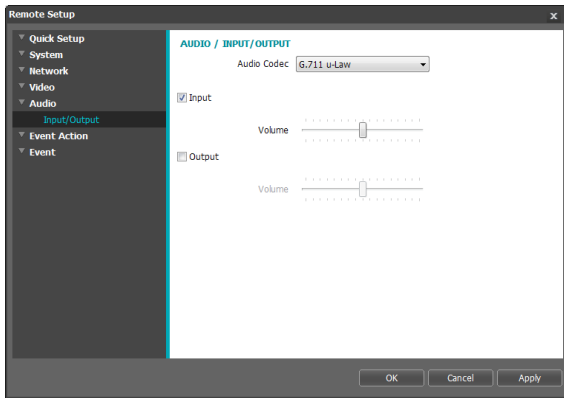 Remote Setup
x
Quick Setup
System
Network
Video
Audio
Input/Output
Event Action
Event
AUDIO / INPUT/OUTPUT
Audio Codec G.711 u-Law
Input
Volume
Output
Volume
OK Cancel Apply